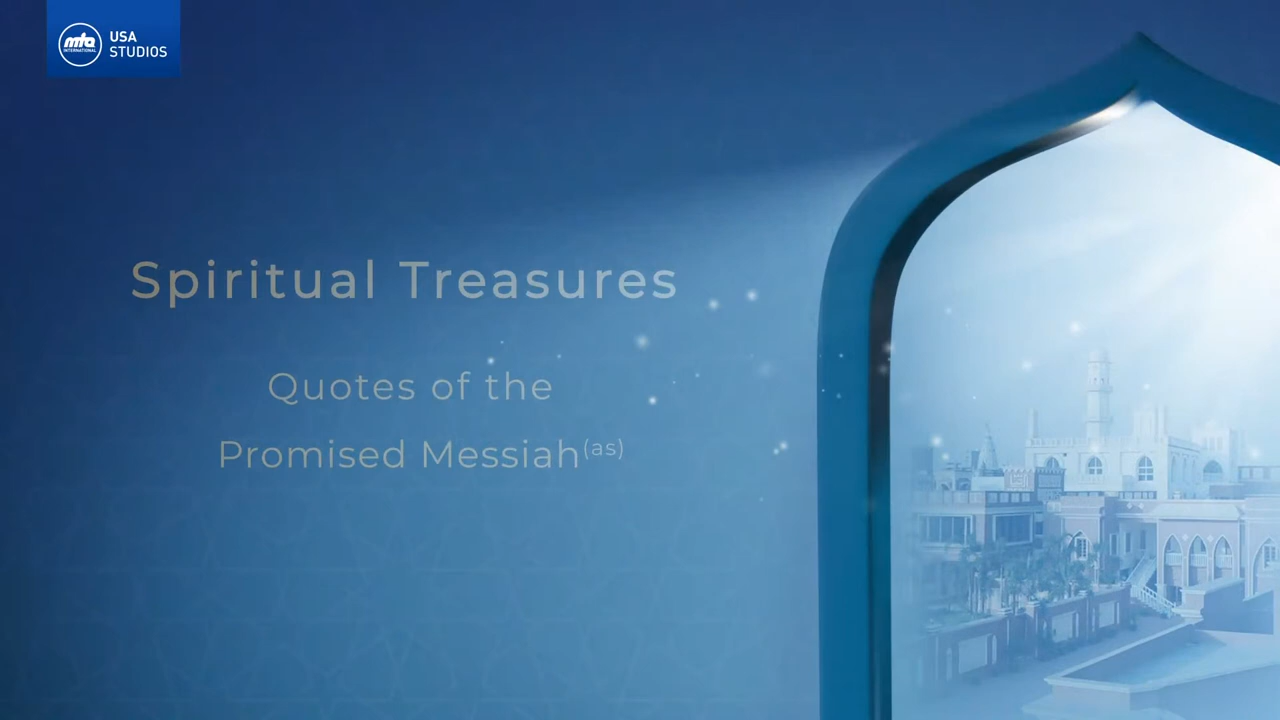 mta
INTERNATIONAL
USA
STUDIOS
Spiritual Treasures
Quotes of the
Promised Messiah(as)